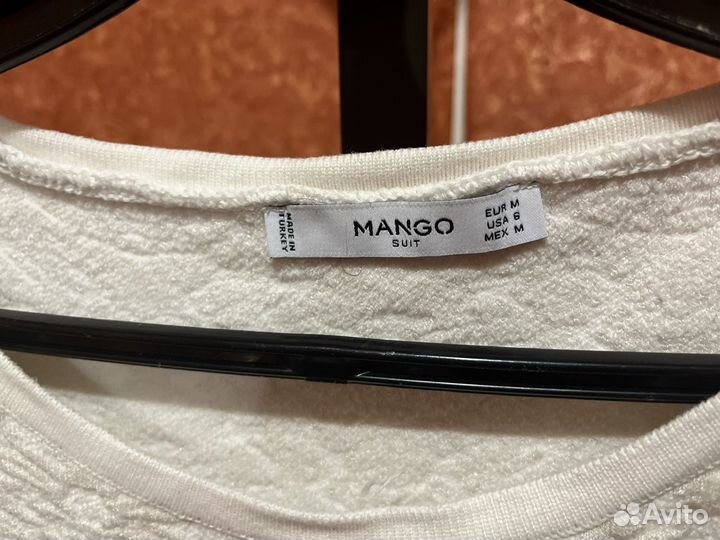 MADE IN
TURKEY
MANGO
SUIT
EUR M
USA 6
MEX M
Avito